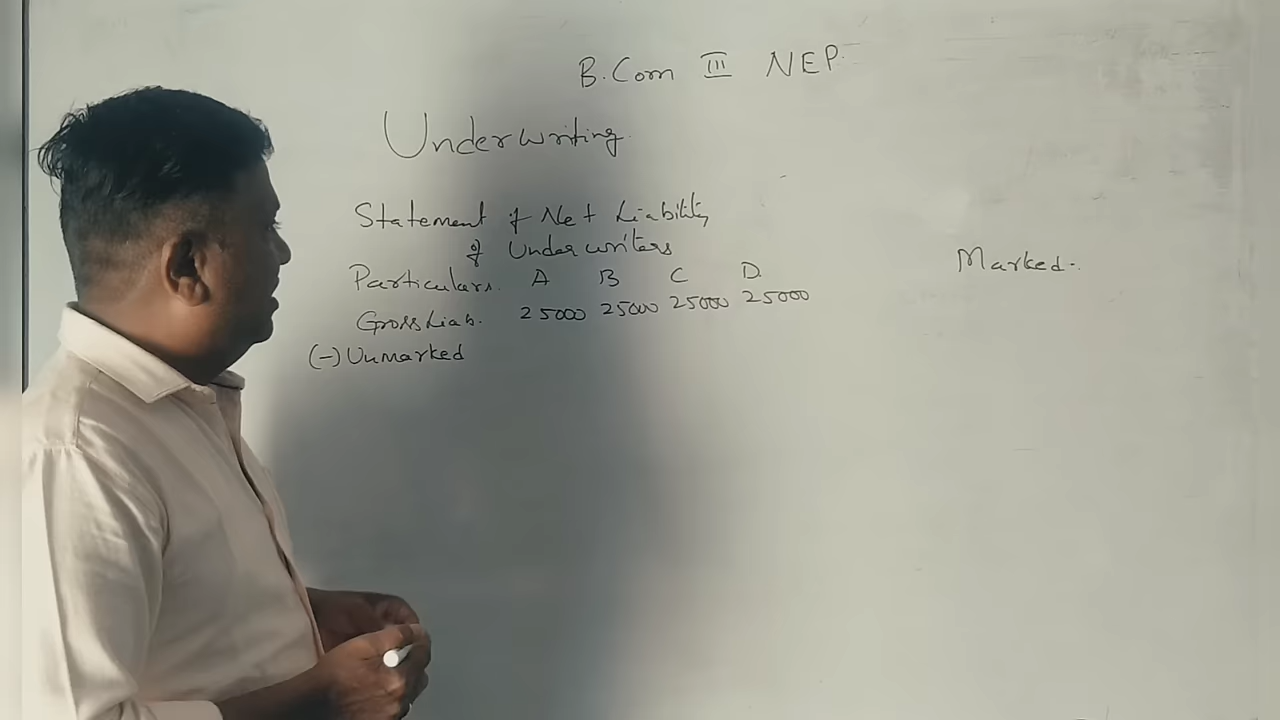 B.Com III NEP.
Underwriting.
Statement of Net Liability
of Underwriters
Particulars. A B C D.
Gross Liab. 25000 25000 25000 25000
(-) Unmarked
Marked-.